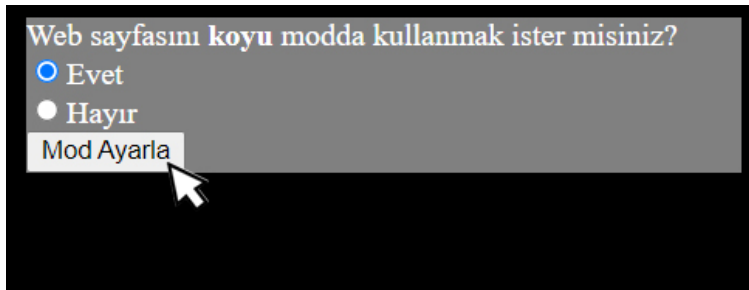 Web sayfasını koyu modda kullanmak ister misiniz?
Evet
Hayır
Mod Ayarla